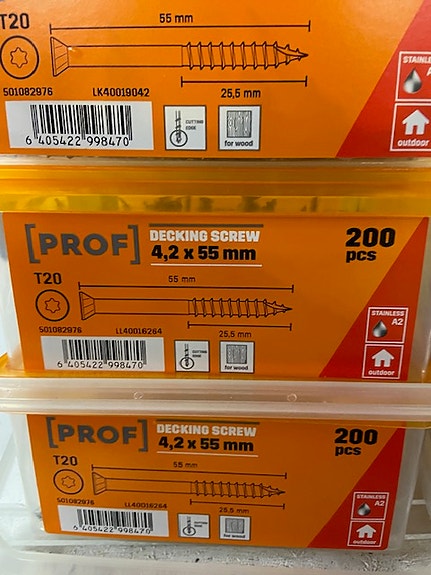 T20
55 mm
25,5 mm
501082976
LK40019042
6 405422 998470
CUTTING EDGE
for wood
STAINLESS
outdoor
[PROF]
DECKING SCREW
4,2 x 55 mm
200
pcs
T20
55 mm
25,5 mm
501082976
LL40016264
6 405422 998470
CUTTING EDGE
for wood
STAINLESS
A2
outdoor
[PROF]
DECKING SCREW
4,2 x 55 mm
200
pcs
T20
55 mm
25,5 mm
501082976
LL40016264
6 405422 998470
for wood
STAINLESS
A2
outdoor